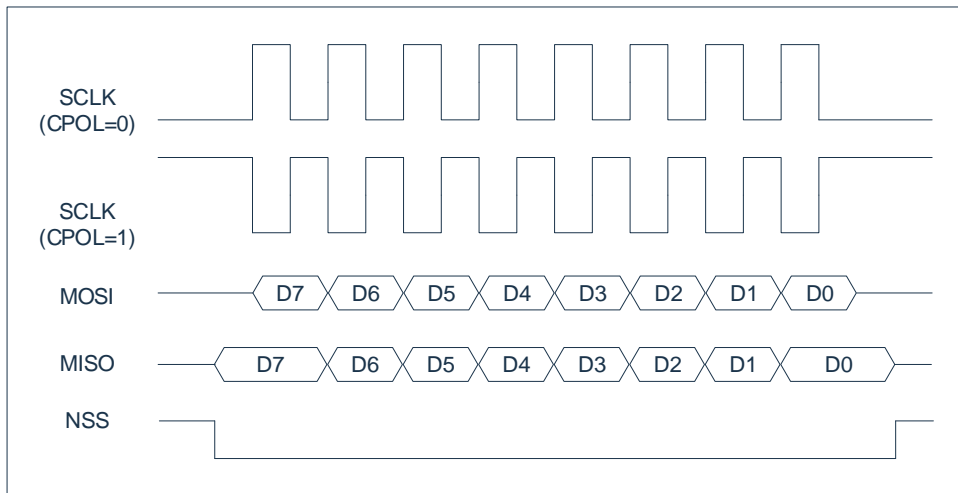 SCLK
(CPOL=0)
SCLK
(CPOL=1)
MOSI D7 D6 D5 D4 D3 D2 D1 D0
MISO D7 D6 D5 D4 D3 D2 D1 D0
NSS